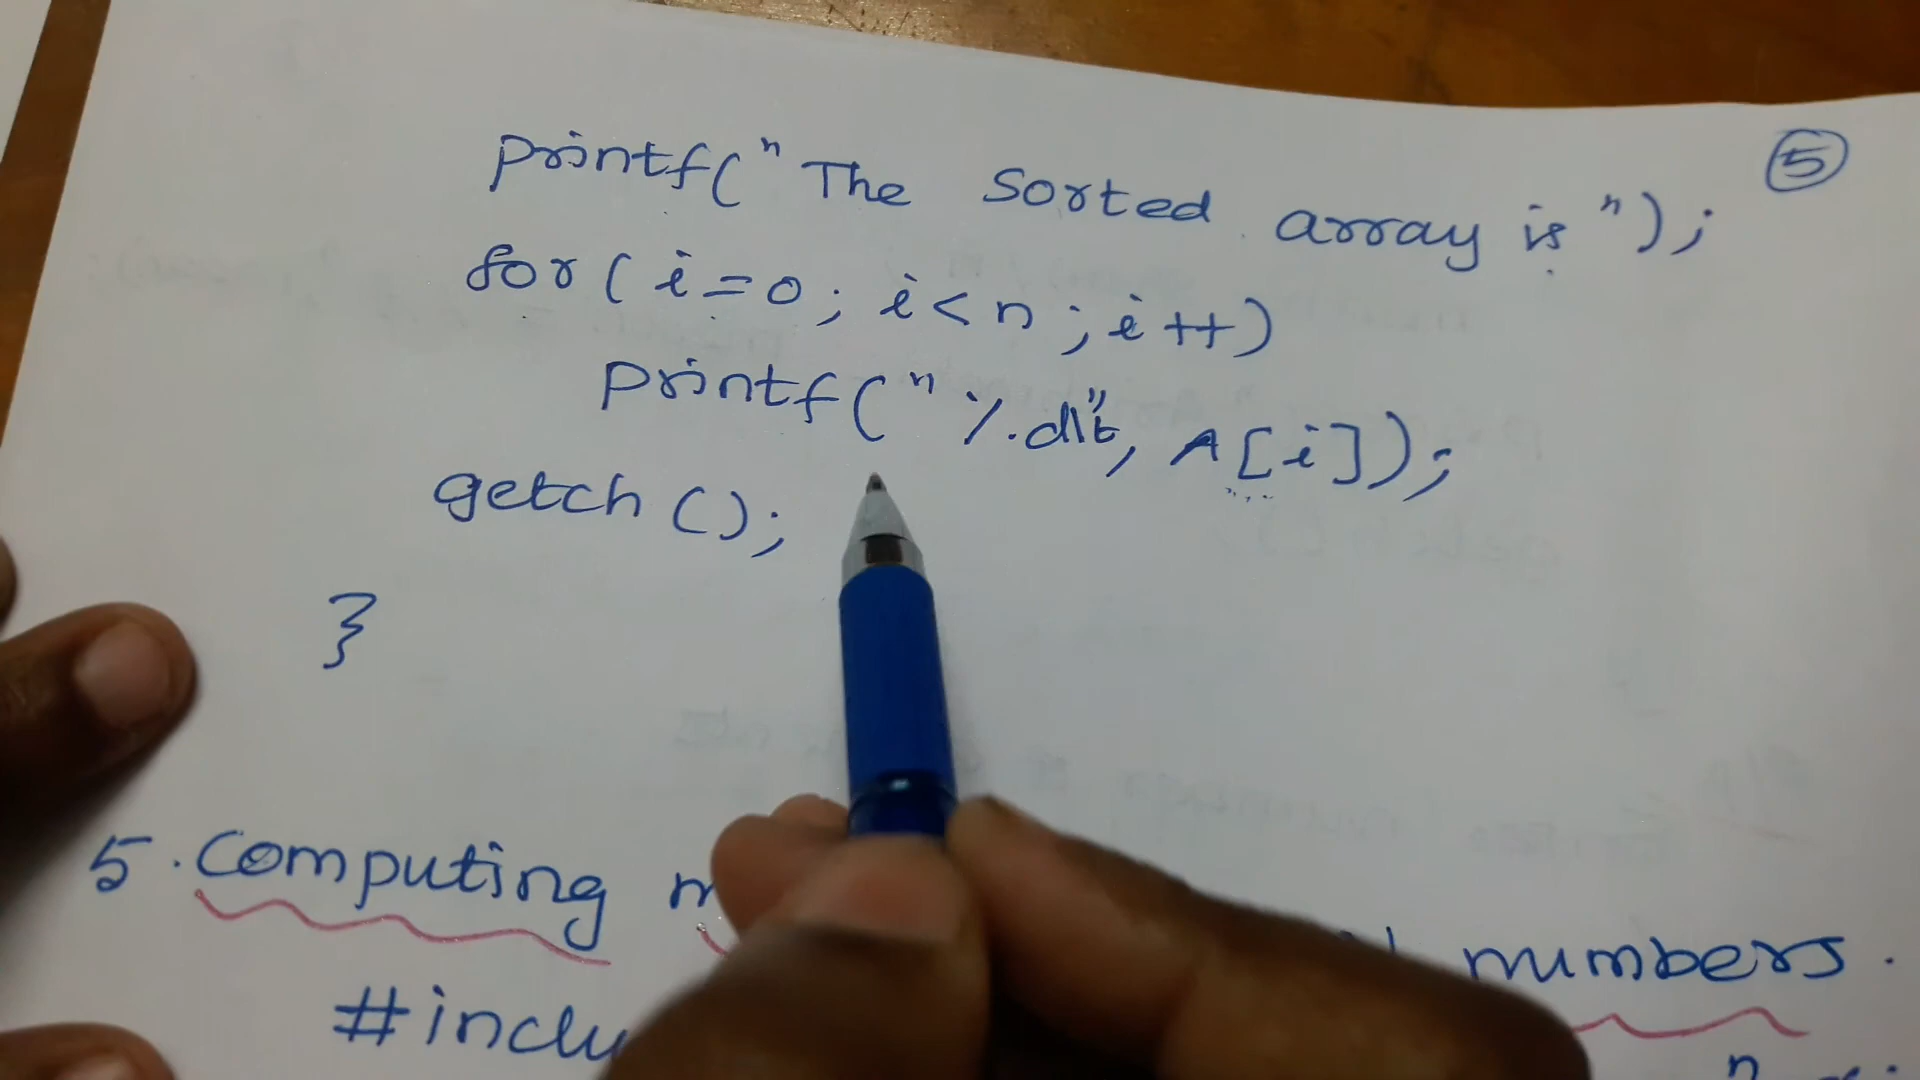 5
printf("The Sorted array is");
for(i=0; i<n; i++)
printf("%d\t", A[i]);
getch();
}
5. Computing numbers.
#inclu